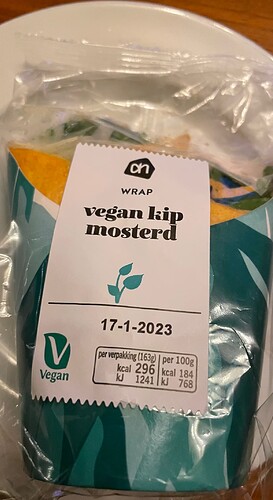 ah
WRAP
vegan kip
mosterd
17-1-2023
V
Vegan
per verpakking (163g) per 100g
kcal 296 kcal 184
kJ 1241 kJ 768